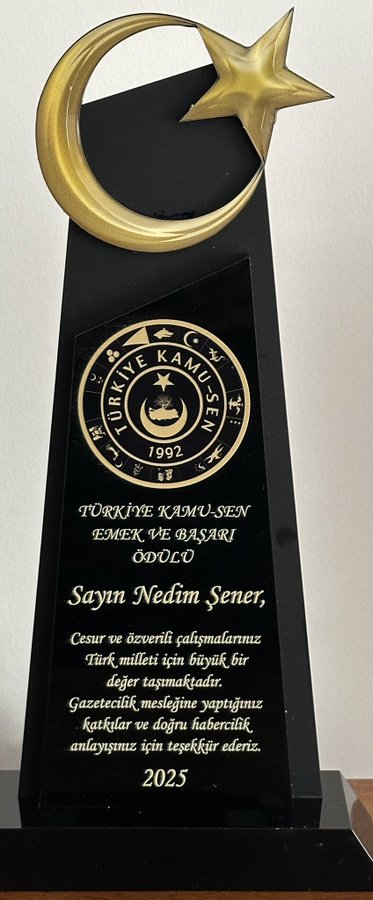 TÜRKİYE KAMU-SEN
1992
TÜRKİYE KAMU-SEN
EMEK VE BAŞARI
ÖDÜLÜ
Sayın Nedim Şener,
Cesur ve özverili çalışmalarınız
Türk milleti için büyük bir
değer taşımaktadır.
Gazetecilik mesleğine yaptığınız
katkılar ve doğru habercilik
anlayışınız için teşekkür ederiz.
2025